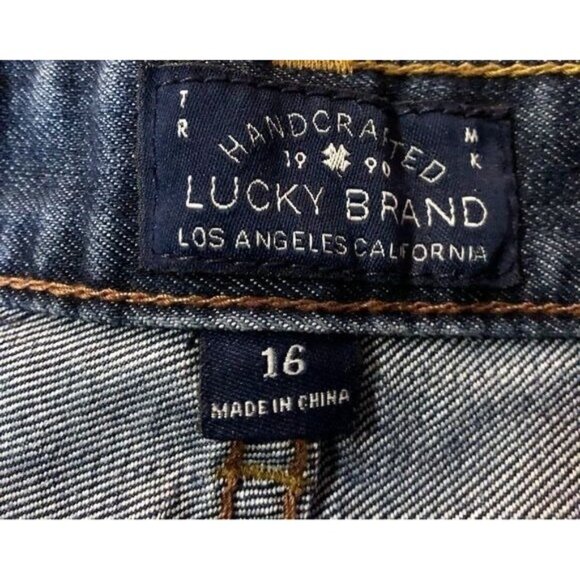 TR MK
HANDCRAFTED
19 90
LUCKY BRAND
LOS ANGELES CALIFORNIA
16
MADE IN CHINA